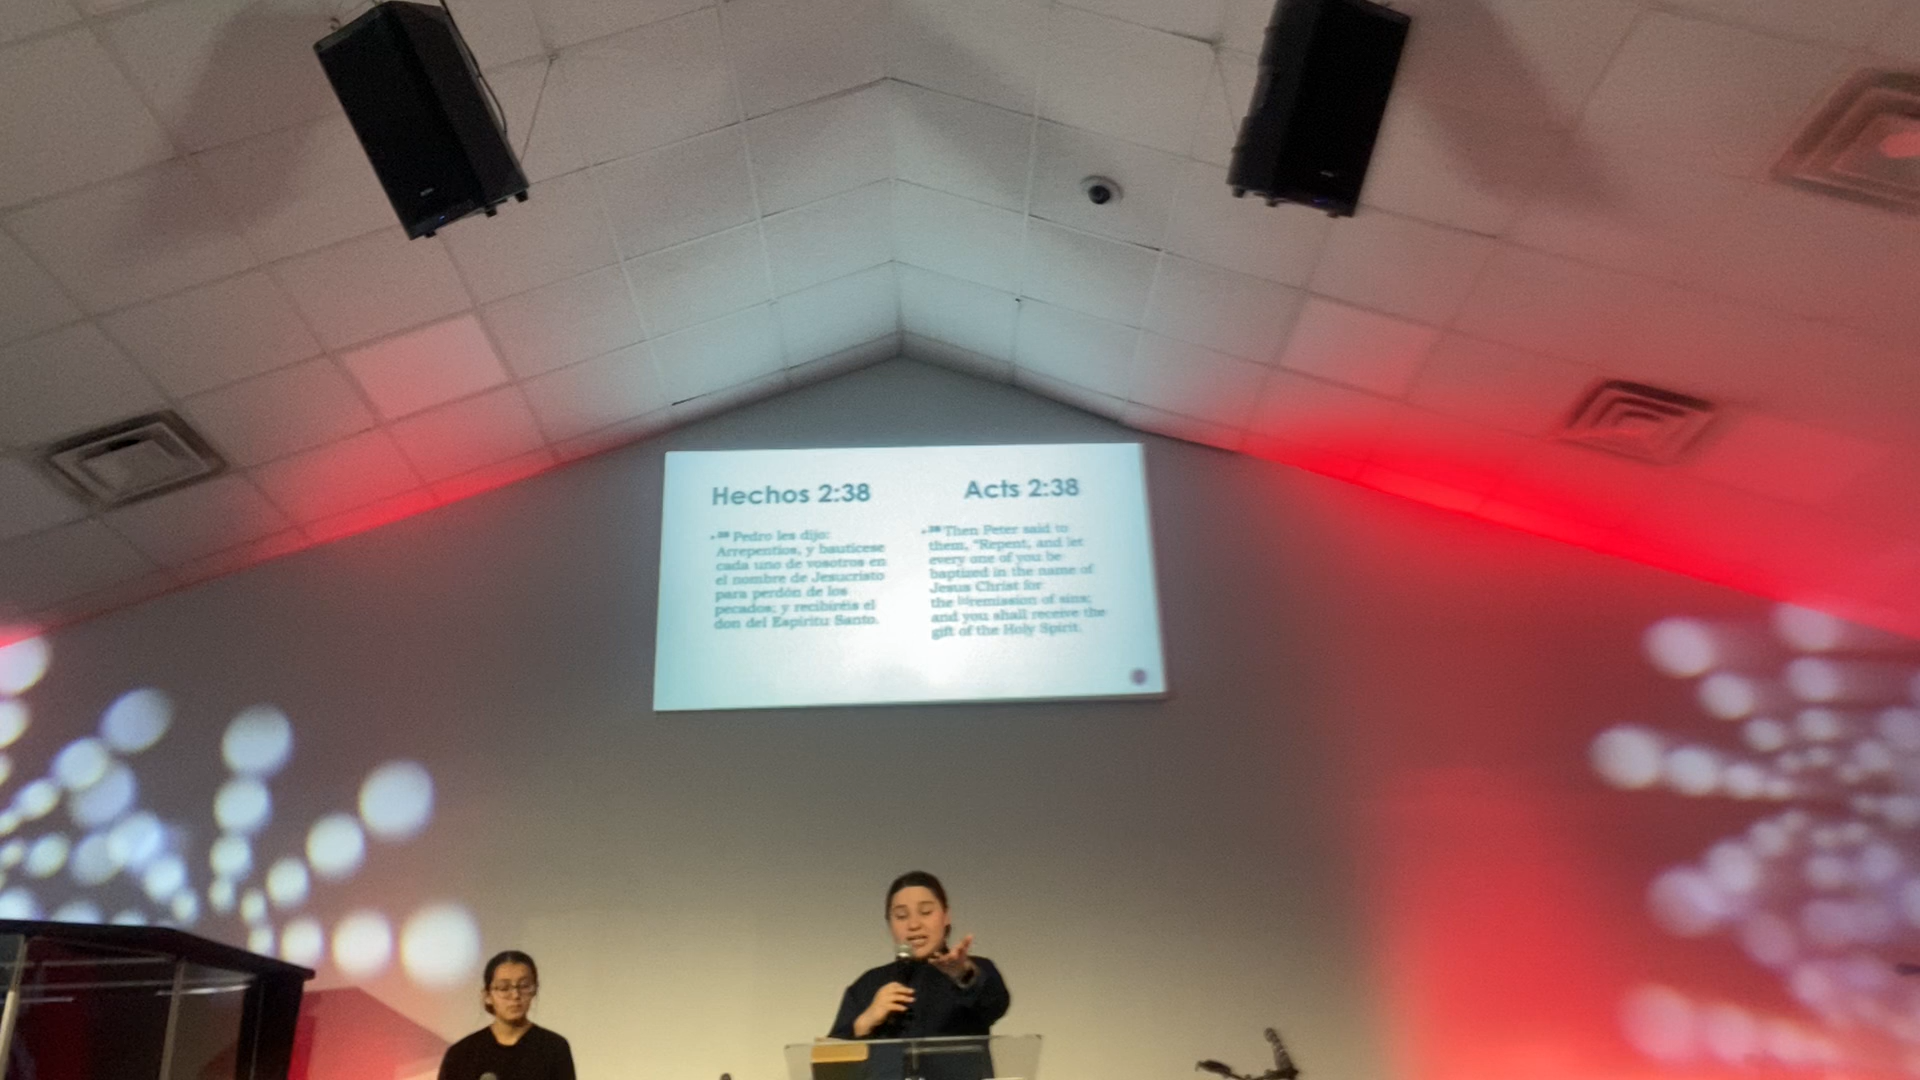 Hechos 2:38
38 Pedro les dijo:
Arrepentíos, y bautícese
cada uno de vosotros en
el nombre de Jesucristo
para perdón de los
pecados; y recibiréis el
don del Espíritu Santo.
Acts 2:38
38 Then Peter said to
them, "Repent, and let
every one of you be
baptized in the name of
Jesus Christ for
the remission of sins;
and you shall receive the
gift of the Holy Spirit.